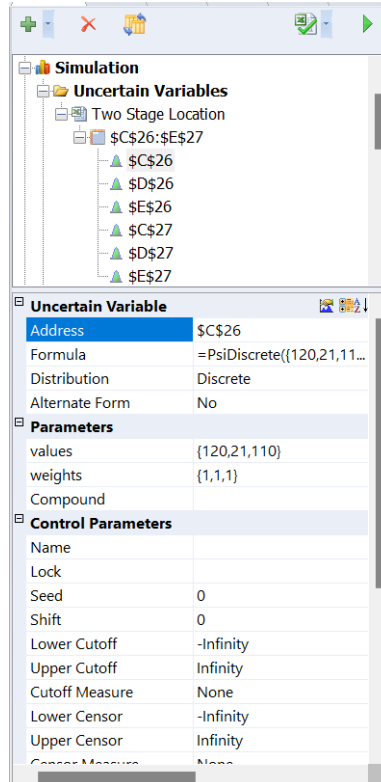 Simulation
Uncertain Variables
Two Stage Location
$C$26:$E$27
$C$26
$D$26
$E$26
$C$27
$D$27
$E$27
Uncertain Variable
Address $C$26
Formula =PsiDiscrete({120,21,11...
Distribution Discrete
Alternate Form No
Parameters
values {120,21,110}
weights {1,1,1}
Compound
Control Parameters
Name
Lock
Seed 0
Shift 0
Lower Cutoff -Infinity
Upper Cutoff Infinity
Cutoff Measure None
Lower Censor -Infinity
Upper Censor Infinity
Censor Measure None